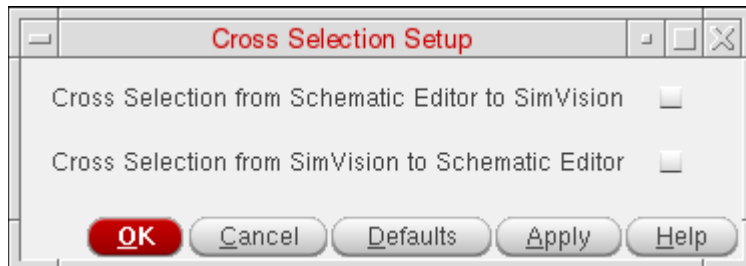 Cross Selection Setup
Cross Selection from Schematic Editor to SimVision
Cross Selection from SimVision to Schematic Editor
OK Cancel Defaults Apply Help